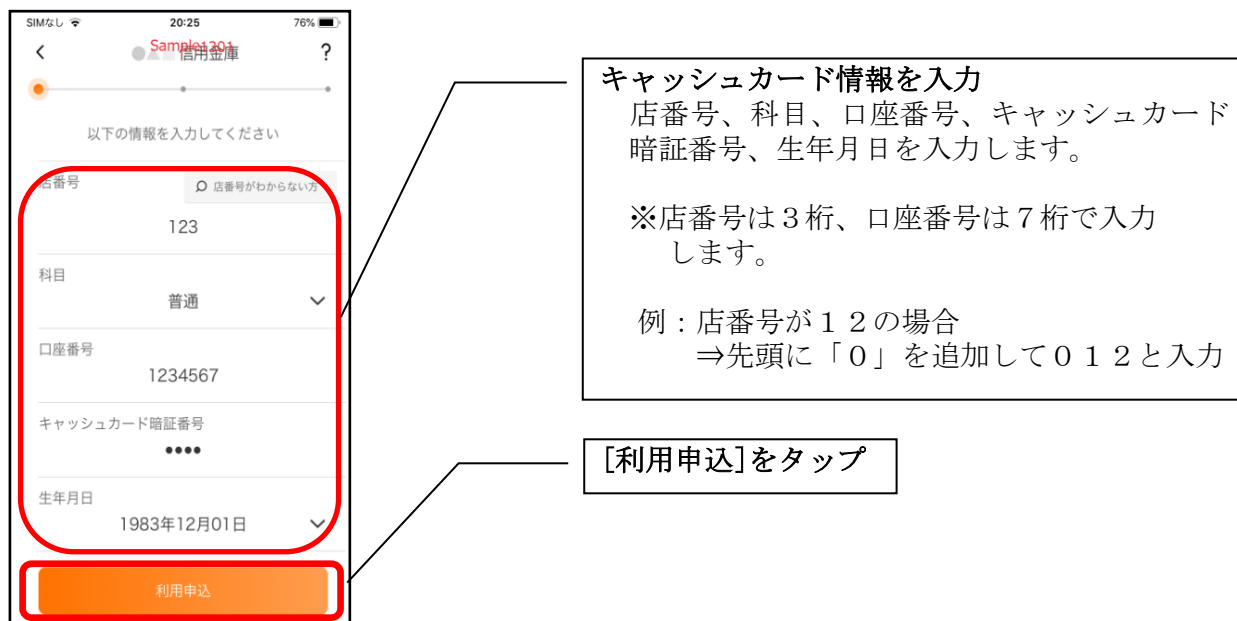 SIMなし 20:25 76%
Sample1201
●▲■信用金庫 ?
以下の情報を入力してください
店番号 店番号がわからない方
123
科目
普通
口座番号
1234567
キャッシュカード暗証番号
••••
生年月日
1983年12月01日
利用申込
キャッシュカード情報を入力
店番号、科目、口座番号、キャッシュカード
暗証番号、生年月日を入力します。
※店番号は3桁、口座番号は7桁で入力
します。
例:店番号が12の場合
⇒先頭に「0」を追加して012と入力
[利用申込]をタップ